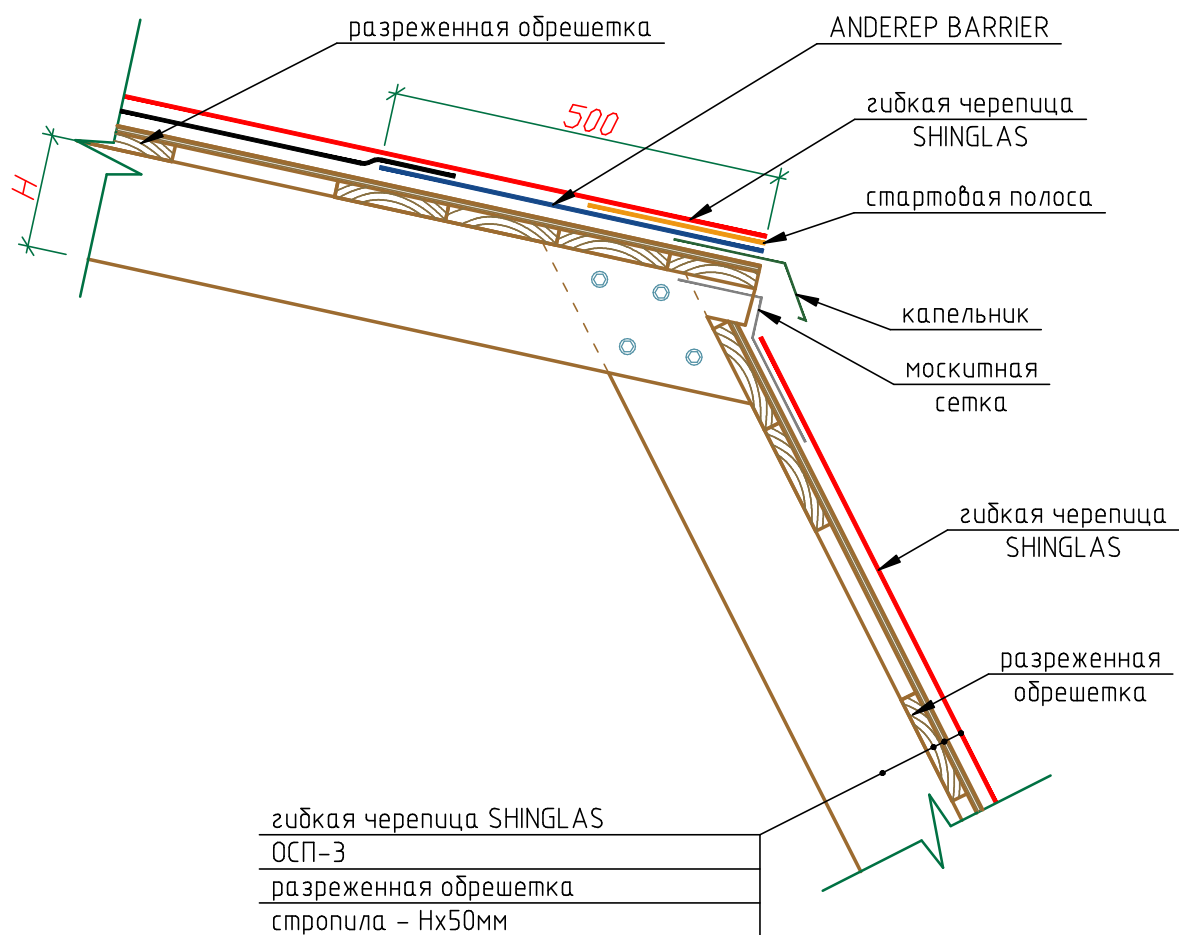 разреженная обрешетка
ANDEREP BARRIER
500
гибкая черепица
SHINGLAS
H
стартовая полоса
капельник
москитная
сетка
гибкая черепица
SHINGLAS
разреженная
обрешетка
гибкая черепица SHINGLAS
ОСП-3
разреженная обрешетка
стропила - Hx50мм